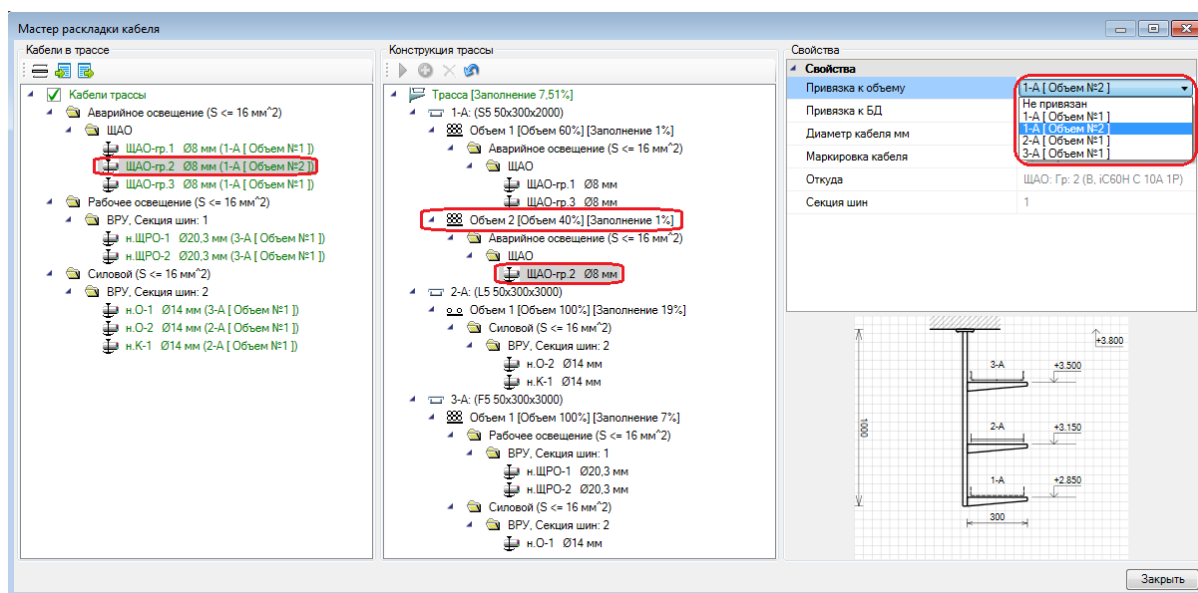 Мастер раскладки кабеля
Кабели в трассе
Кабели трассы
Аварийное освещение (S <= 16 мм^2)
ЩАО
ЩАО-гр.1 Ø8 мм (1-А [ Объем №1 ])
ЩАО-гр.2 Ø8 мм (1-А [ Объем №2 ])
ЩАО-гр.3 Ø8 мм (1-А [ Объем №1 ])
Рабочее освещение (S <= 16 мм^2)
ВРУ, Секция шин: 1
н.ЩРО-1 Ø20,3 мм (3-А [ Объем №1 ])
н.ЩРО-2 Ø20,3 мм (3-А [ Объем №1 ])
Силовой (S <= 16 мм^2)
ВРУ, Секция шин: 2
н.О-1 Ø14 мм (3-А [ Объем №1 ])
н.О-2 Ø14 мм (2-А [ Объем №1 ])
н.К-1 Ø14 мм (2-А [ Объем №1 ])
Конструкция трассы
Трасса [Заполнение 7,51%]
1-А: (S5 50x300x2000)
Объем 1 [Объем 60%] [Заполнение 1%]
Аварийное освещение (S <= 16 мм^2)
ЩАО
ЩАО-гр.1 Ø8 мм
ЩАО-гр.3 Ø8 мм
Объем 2 [Объем 40%] [Заполнение 1%]
Аварийное освещение (S <= 16 мм^2)
ЩАО
ЩАО-гр.2 Ø8 мм
2-А: (L5 50x300x3000)
Объем 1 [Объем 100%] [Заполнение 19%]
Силовой (S <= 16 мм^2)
ВРУ, Секция шин: 2
н.О-2 Ø14 мм
н.К-1 Ø14 мм
3-А: (F5 50x300x3000)
Объем 1 [Объем 100%] [Заполнение 7%]
Рабочее освещение (S <= 16 мм^2)
ВРУ, Секция шин: 1
н.ЩРО-1 Ø20,3 мм
н.ЩРО-2 Ø20,3 мм
Силовой (S <= 16 мм^2)
ВРУ, Секция шин: 2
н.О-1 Ø14 мм
Свойства
Свойства
Привязка к объему 1-А [ Объем №2 ]
Не привязан
1-А [ Объем №1 ]
1-А [ Объем №2 ]
2-А [ Объем №1 ]
3-А [ Объем №1 ]
Привязка к БД
Диаметр кабеля мм
Маркировка кабеля
Откуда ЩАО: Гр: 2 (B, iC60H C 10A 1P)
Секция шин 1
+3.800
3-А +3.500
2-А +3.150
1000
1-А +2.850
300
Закрыть